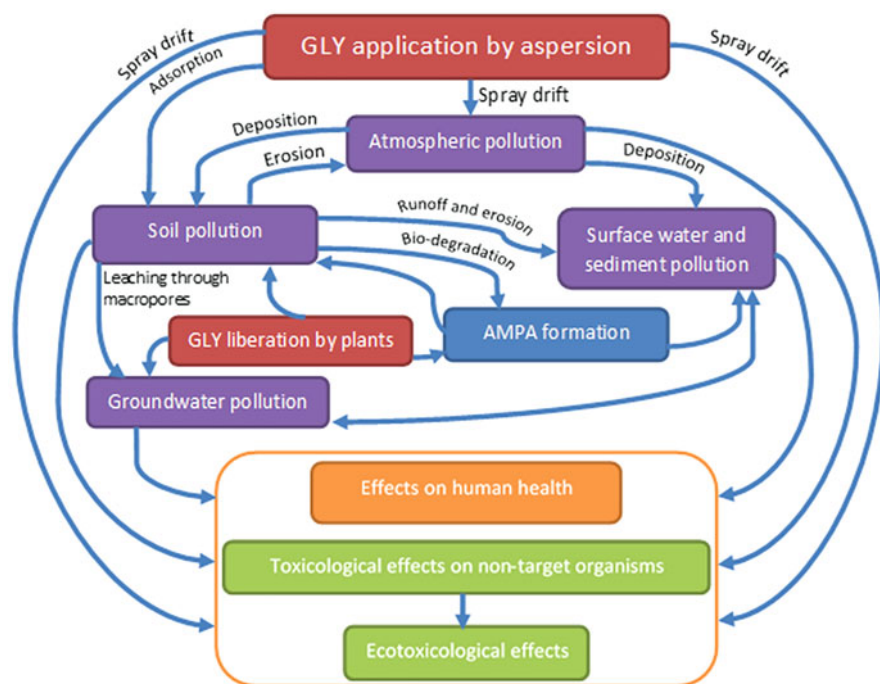 GLY application by aspersion
Spray drift
Adsorption
Spray drift
Spray drift
Deposition
Atmospheric pollution
Deposition
Erosion
Soil pollution
Runoff and erosion
Surface water and
sediment pollution
Bio-degradation
Leaching through
macropores
GLY liberation by plants
AMPA formation
Groundwater pollution
Effects on human health
Toxicological effects on non-target organisms
Ecotoxicological effects